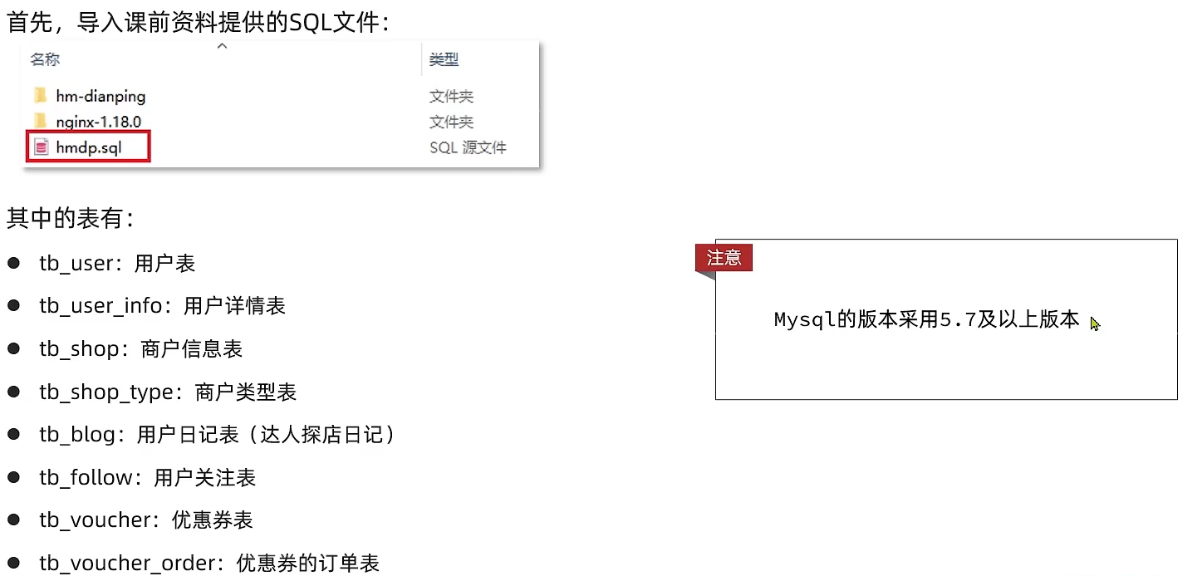 首先，导入课前资料提供的SQL文件：
名称 类型
hm-dianping 文件夹
nginx-1.18.0 文件夹
hmdp.sql SQL 源文件
其中的表有：
tb_user：用户表
tb_user_info：用户详情表
tb_shop：商户信息表
tb_shop_type：商户类型表
tb_blog：用户日记表（达人探店日记）
tb_follow：用户关注表
tb_voucher：优惠券表
tb_voucher_order：优惠券的订单表
注意
Mysql的版本采用5.7及以上版本